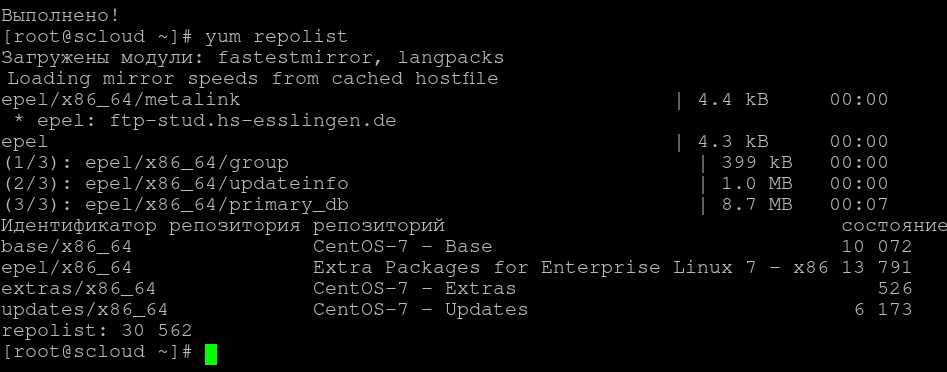 Выполнено!
[root@scloud ~]# yum repolist
Загружены модули: fastestmirror, langpacks
Loading mirror speeds from cached hostfile
epel/x86_64/metalink | 4.4 kB 00:00
* epel: ftp-stud.hs-esslingen.de
epel | 4.3 kB 00:00
(1/3): epel/x86_64/group | 399 kB 00:00
(2/3): epel/x86_64/updateinfo | 1.0 MB 00:00
(3/3): epel/x86_64/primary_db | 8.7 MB 00:07
Идентификатор репозитория репозиторий состояние
base/x86_64 CentOS-7 - Base 10 072
epel/x86_64 Extra Packages for Enterprise Linux 7 - x86 13 791
extras/x86_64 CentOS-7 - Extras 526
updates/x86_64 CentOS-7 - Updates 6 173
repolist: 30 562
[root@scloud ~]#